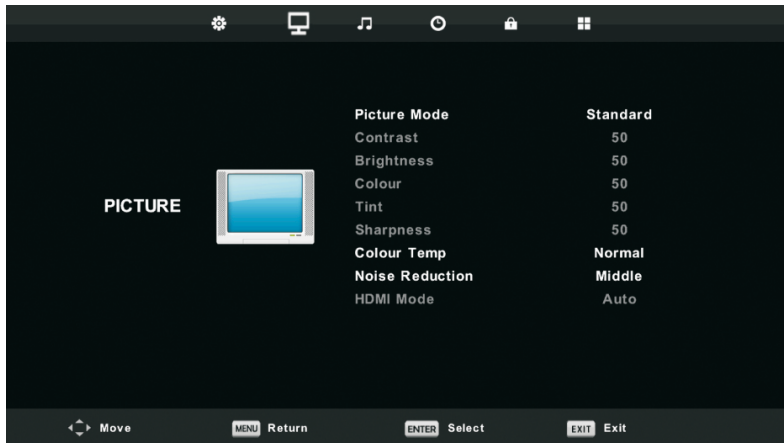 Picture Mode Standard
Contrast 50
Brightness 50
Colour 50
PICTURE
Tint 50
Sharpness 50
Colour Temp Normal
Noise Reduction Middle
HDMI Mode Auto
Move MENU Return ENTER Select EXIT Exit